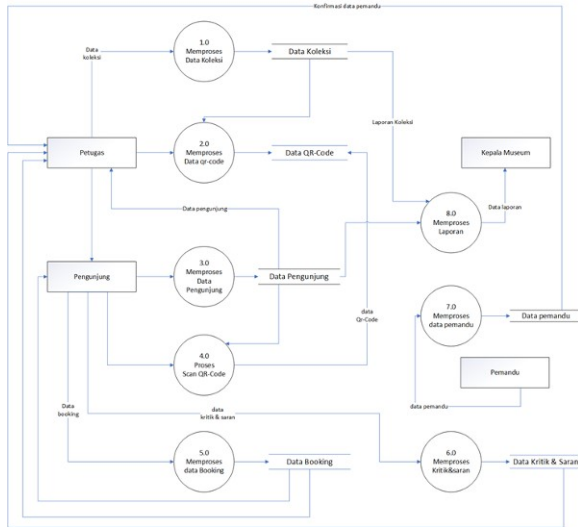 Konfirmasi data pemandu
Data
koleksi
1.0
Memproses
Data Koleksi
Data Koleksi
Laporan Koleksi
Petugas
2.0
Memproses
Data qr-code
Data QR-Code
Kepala Museum
Data pengunjung
8.0
Memproses
Laporan
Data laporan
Pengunjung
3.0
Memproses
Data
Pengunjung
Data Pengunjung
data
Qr-Code
7.0
Memproses
data pemandu
Data pemandu
4.0
Proses
Scan QR-Code
Pemandu
data pemandu
Data
booking
data
kritik & saran
5.0
Memproses
data Booking
Data Booking
6.0
Memproses
Kritik&saran
Data Kritik & Saran